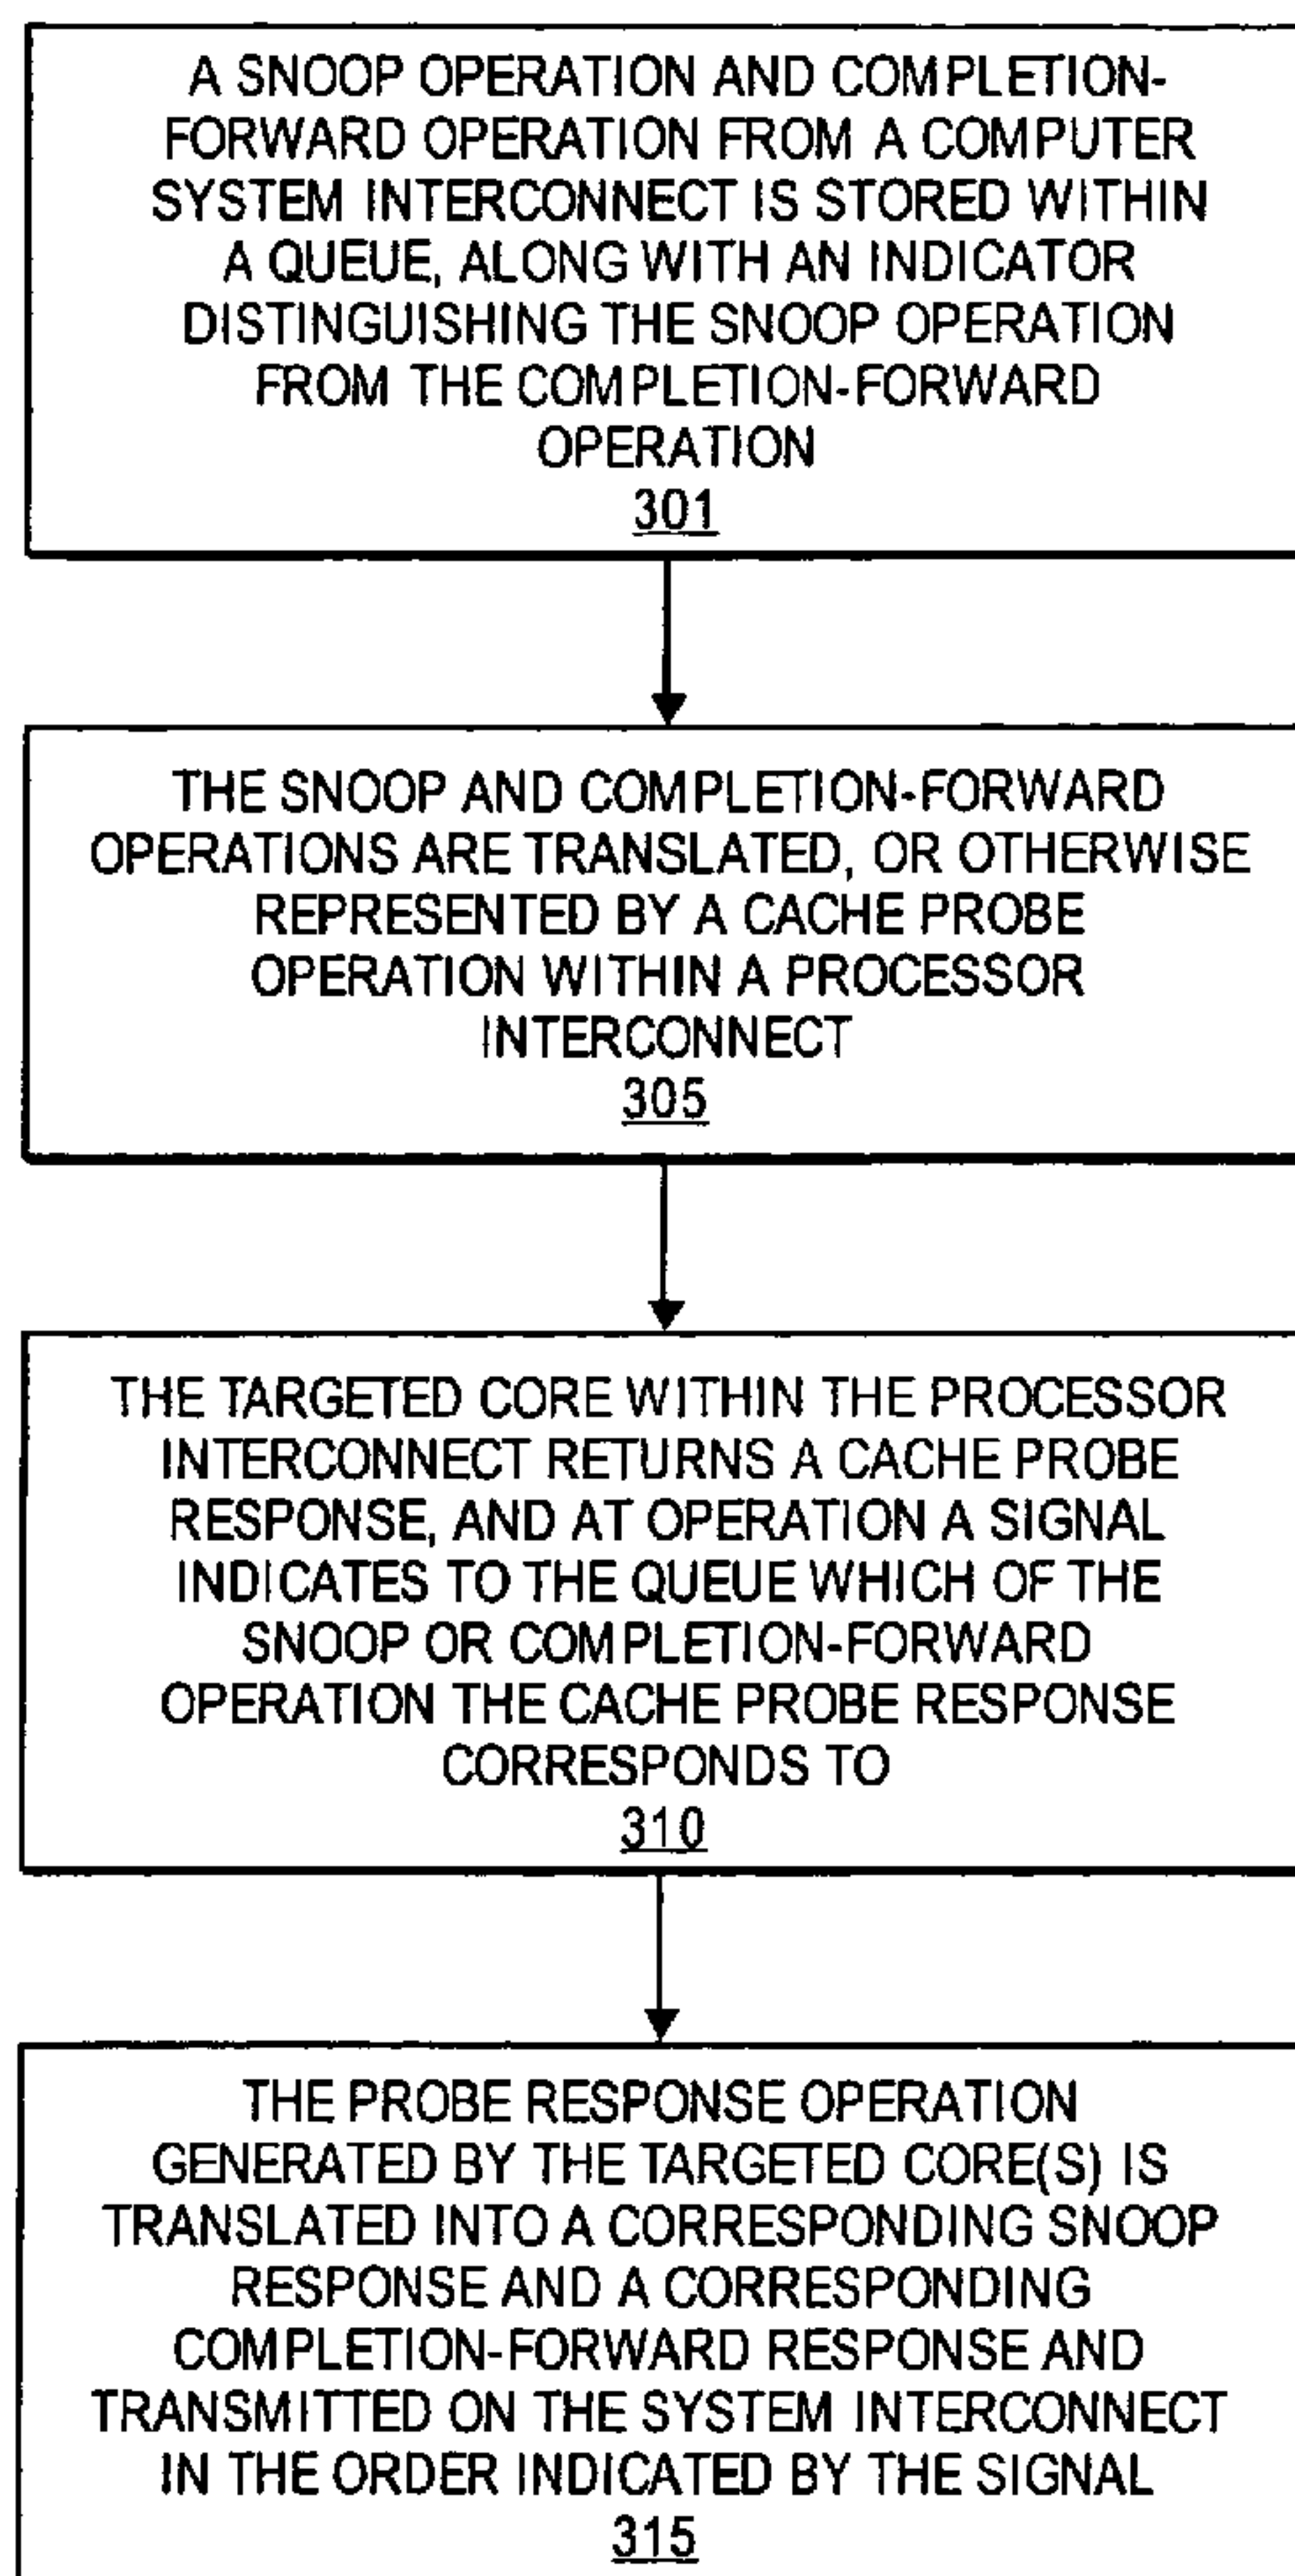 A SNOOP OPERATION AND COMPLETION-
FORWARD OPERATION FROM A COMPUTER
SYSTEM INTERCONNECT IS STORED WITHIN
A QUEUE, ALONG WITH AN INDICATOR
DISTINGUISHING THE SNOOP OPERATION
FROM THE COMPLETION-FORWARD
OPERATION
301
THE SNOOP AND COMPLETION-FORWARD
OPERATIONS ARE TRANSLATED, OR OTHERWISE
REPRESENTED BY A CACHE PROBE
OPERATION WITHIN A PROCESSOR
INTERCONNECT
305
THE TARGETED CORE WITHIN THE PROCESSOR
INTERCONNECT RETURNS A CACHE PROBE
RESPONSE, AND AT OPERATION A SIGNAL
INDICATES TO THE QUEUE WHICH OF THE
SNOOP OR COMPLETION-FORWARD
OPERATION THE CACHE PROBE RESPONSE
CORRESPONDS TO
310
THE PROBE RESPONSE OPERATION
GENERATED BY THE TARGETED CORE(S) IS
TRANSLATED INTO A CORRESPONDING SNOOP
RESPONSE AND A CORRESPONDING
COMPLETION-FORWARD RESPONSE AND
TRANSMITTED ON THE SYSTEM INTERCONNECT
IN THE ORDER INDICATED BY THE SIGNAL
315